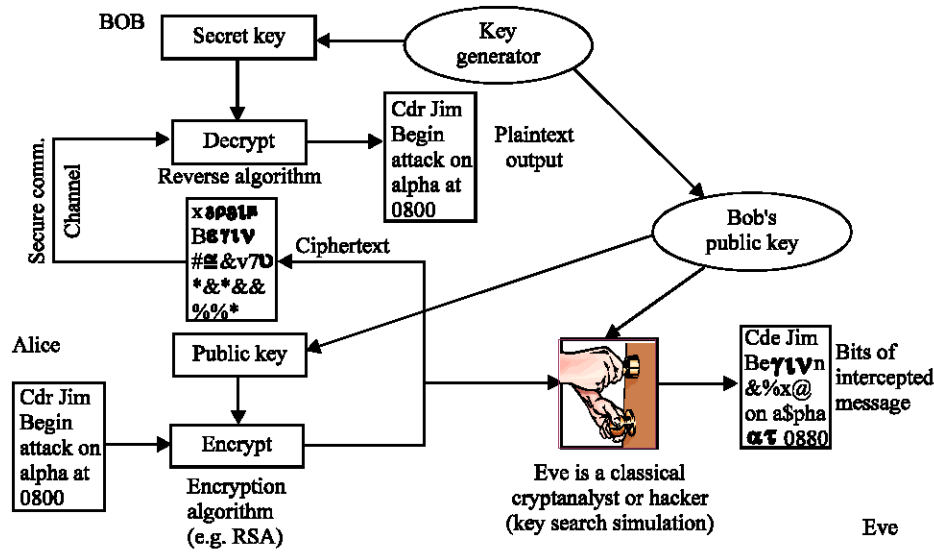 BOB
Secret key
Key
generator
Decrypt
Reverse algorithm
Cdr Jim
Begin
attack on
alpha at
0800
Plaintext
output
Secure comm.
Channel
#≅&v7
*&*&&
%%*
Ciphertext
Bob's
public key
Alice
Public key
Cdr Jim
Begin
attack on
alpha at
0800
Encrypt
Encryption
algorithm
(e.g. RSA)
Cde Jim
Beγινn
&%x@
on a$pha
ατ 0880
Bits of
intercepted
message
Eve is a classical
cryptanalyst or hacker
(key search simulation)
Eve